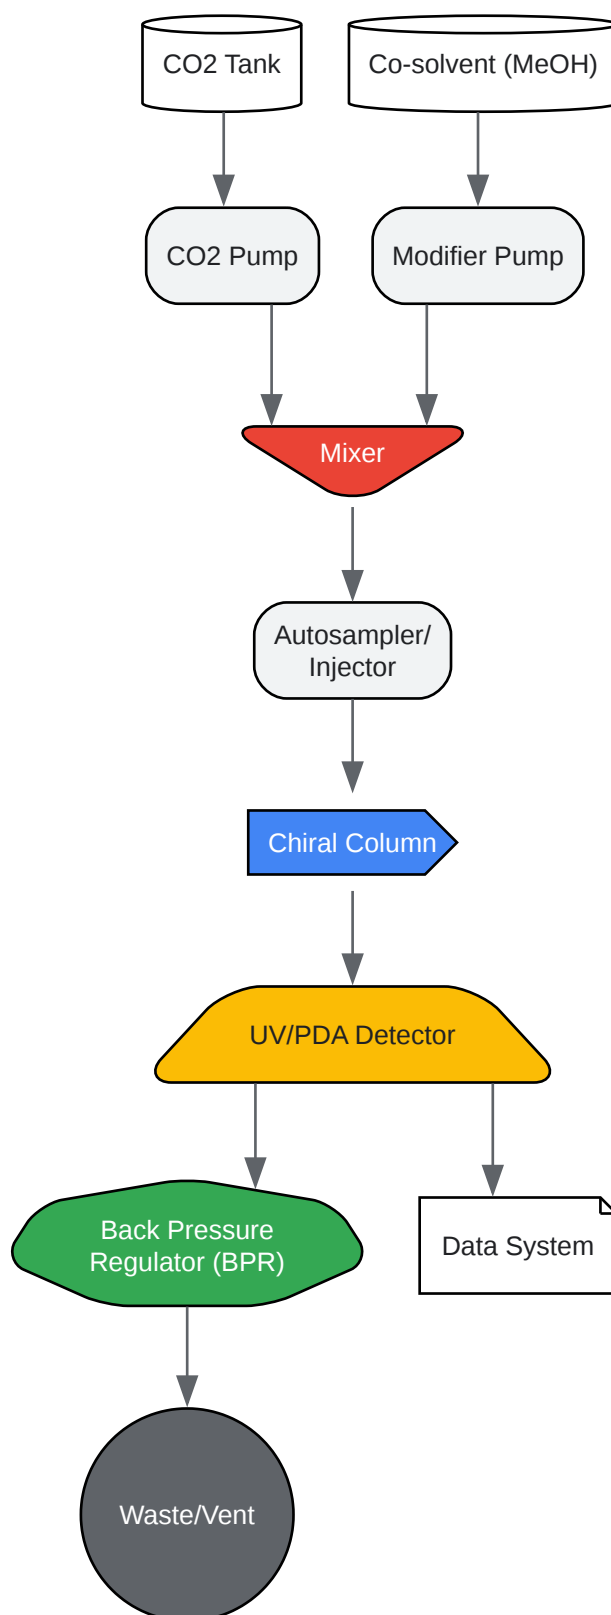 CO2 Tank
Co-solvent (MeOH)
CO2 Pump
Modifier Pump
Mixer
Autosampler/
Injector
Chiral Column
UV/PDA Detector
Back Pressure
Regulator (BPR)
Data System
Waste/Vent